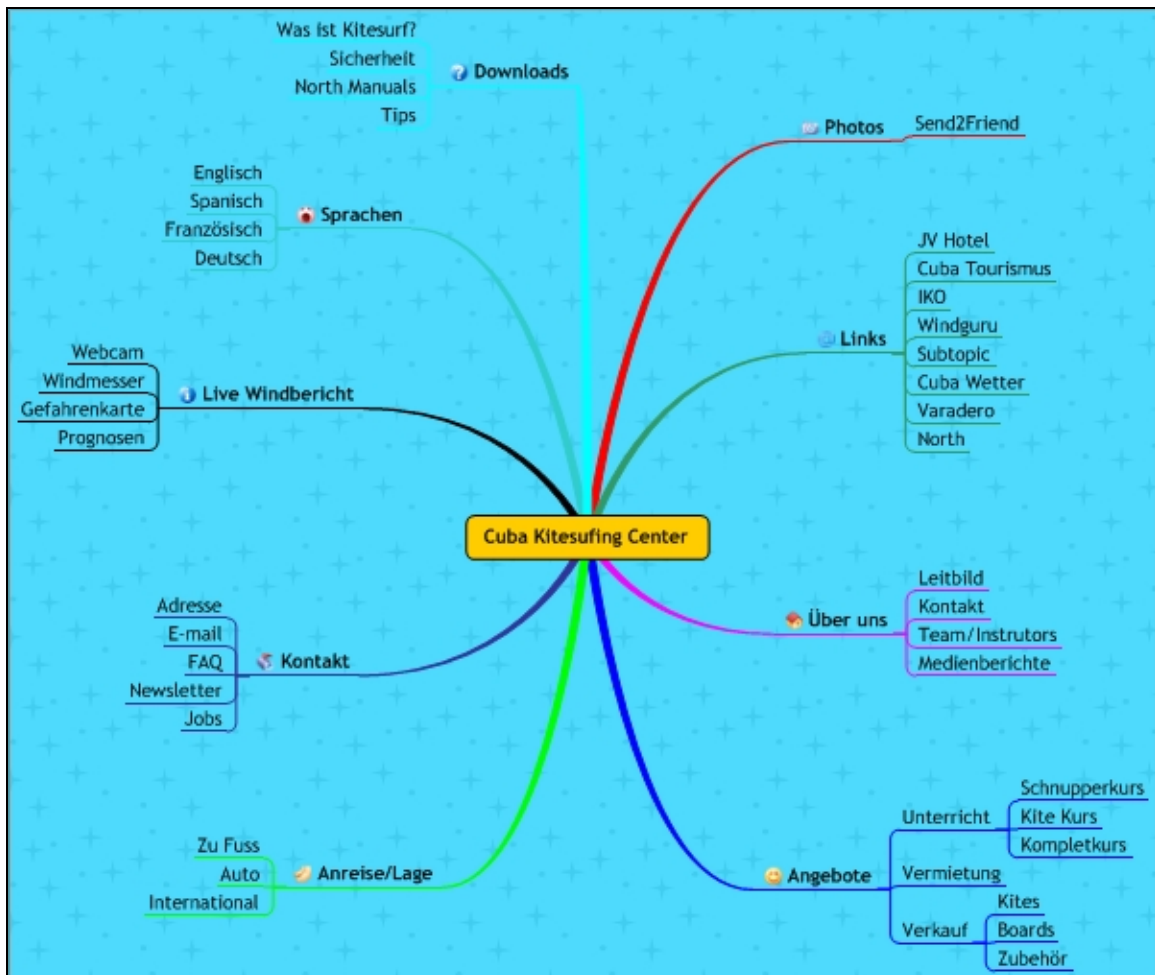 Cuba Kitesufing Center
Photos
Send2Friend
Links
JV Hotel
Cuba Tourismus
IKO
Windguru
Subtopic
Cuba Wetter
Varadero
North
Über uns
Leitbild
Kontakt
Team/Instrutors
Medienberichte
Angebote
Unterricht
Schnupperkurs
Kite Kurs
Kompletkurs
Vermietung
Verkauf
Kites
Boards
Zubehör
Anreise/Lage
Zu Fuss
Auto
International
Kontakt
Adresse
E-mail
FAQ
Newsletter
Jobs
Live Windbericht
Webcam
Windmesser
Gefahrenkarte
Prognosen
Sprachen
Englisch
Spanisch
Französisch
Deutsch
Downloads
Was ist Kitesurf?
Sicherheit
North Manuals
Tips